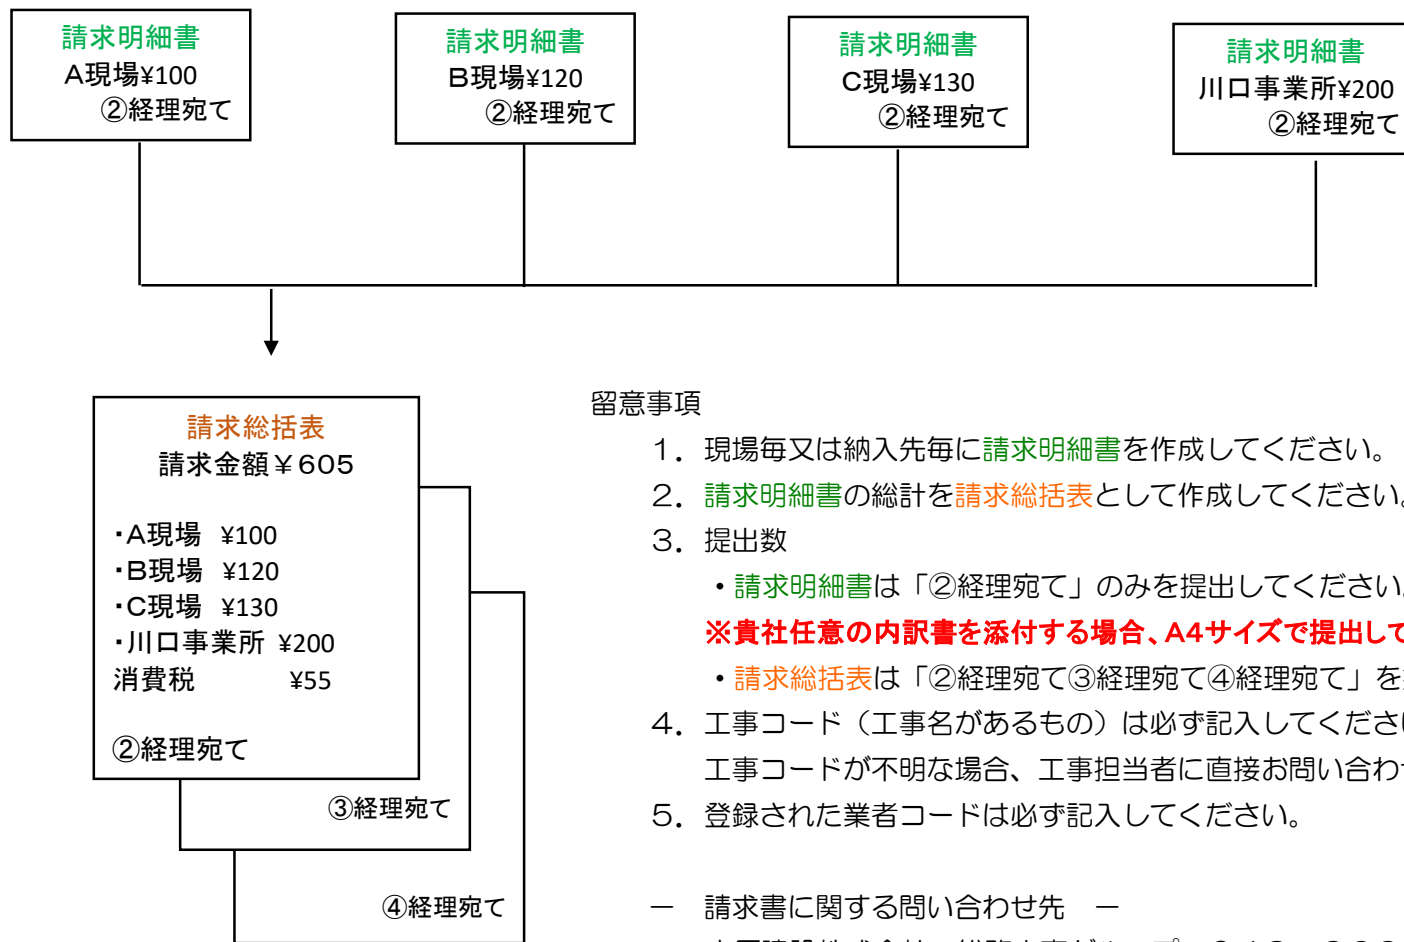 請求明細書
A現場¥100
②経理宛て
請求明細書
B現場¥120
②経理宛て
請求明細書
C現場¥130
②経理宛て
請求明細書
川口事業所¥200
②経理宛て
請求総括表
請求金額￥605
・A現場 ¥100
・B現場 ¥120
・C現場 ¥130
・川口事業所 ¥200
消費税 ¥55
②経理宛て
③経理宛て
④経理宛て
留意事項
１．現場毎又は納入先毎に請求明細書を作成してください。
２．請求明細書の総計を請求総括表として作成してください。
３．提出数
・請求明細書は「②経理宛て」のみを提出してください。
※貴社任意の内訳書を添付する場合、A4サイズで提出して
・請求総括表は「②経理宛て③経理宛て④経理宛て」を
４．工事コード（工事名があるもの）は必ず記入してくださ
工事コードが不明な場合、工事担当者に直接お問い合わ
５．登録された業者コードは必ず記入してください。
－　請求書に関する問い合わせ先　－